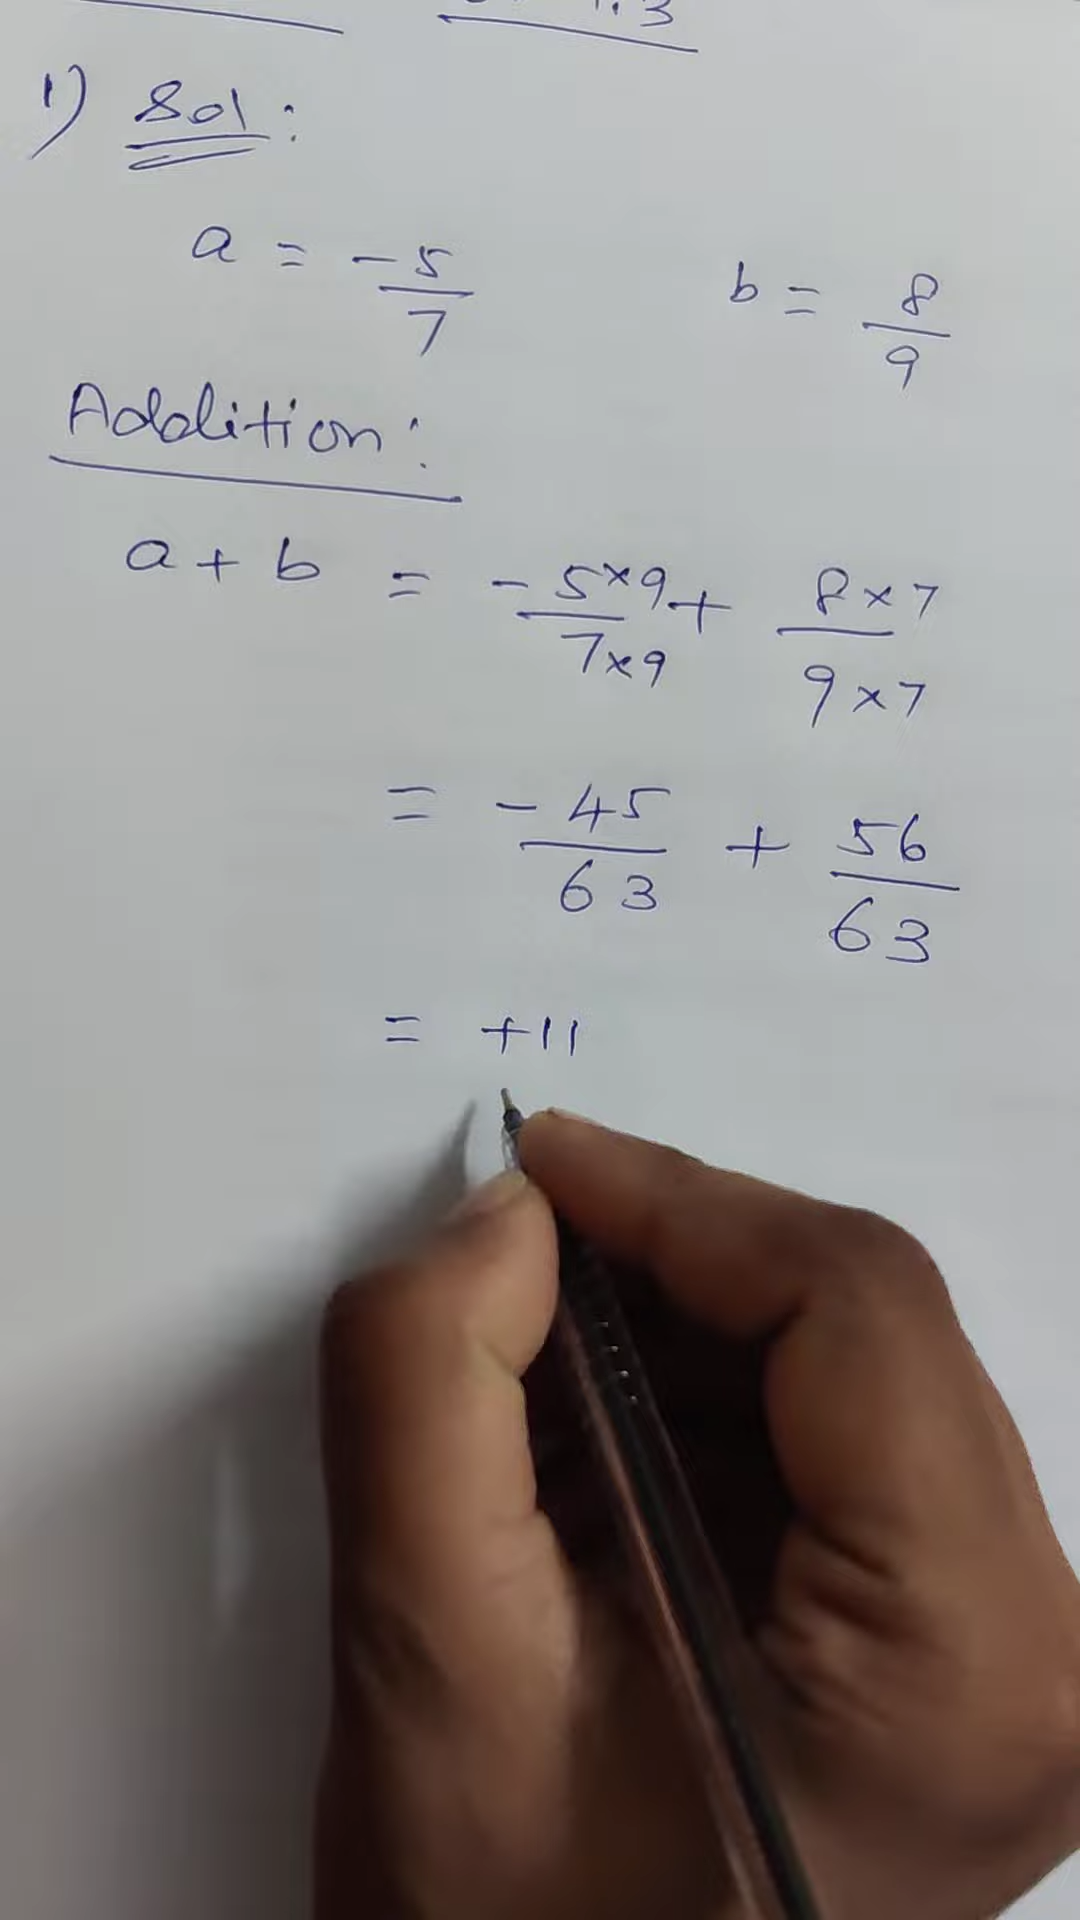 1) Sol:
a = -5/7 b = 8/9
Addition:
a + b = -5×9/7×9 + 8×7/9×7
= -45/63 + 56/63
= +11